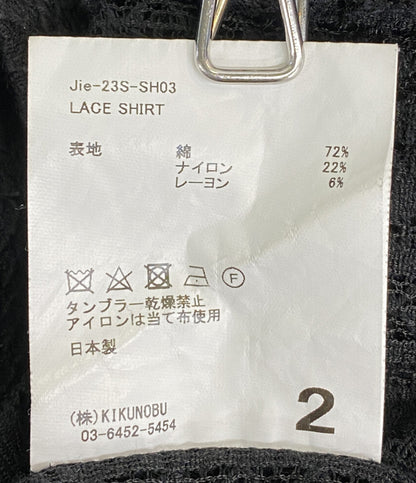 Jie-23S-SH03
LACE SHIRT
表地 綿 72%
ナイロン 22%
レーヨン 6%
F
タンブラー乾燥禁止
アイロンは当て布使用
日本製
(株)KIKUNOBU
03-6452-5454
2